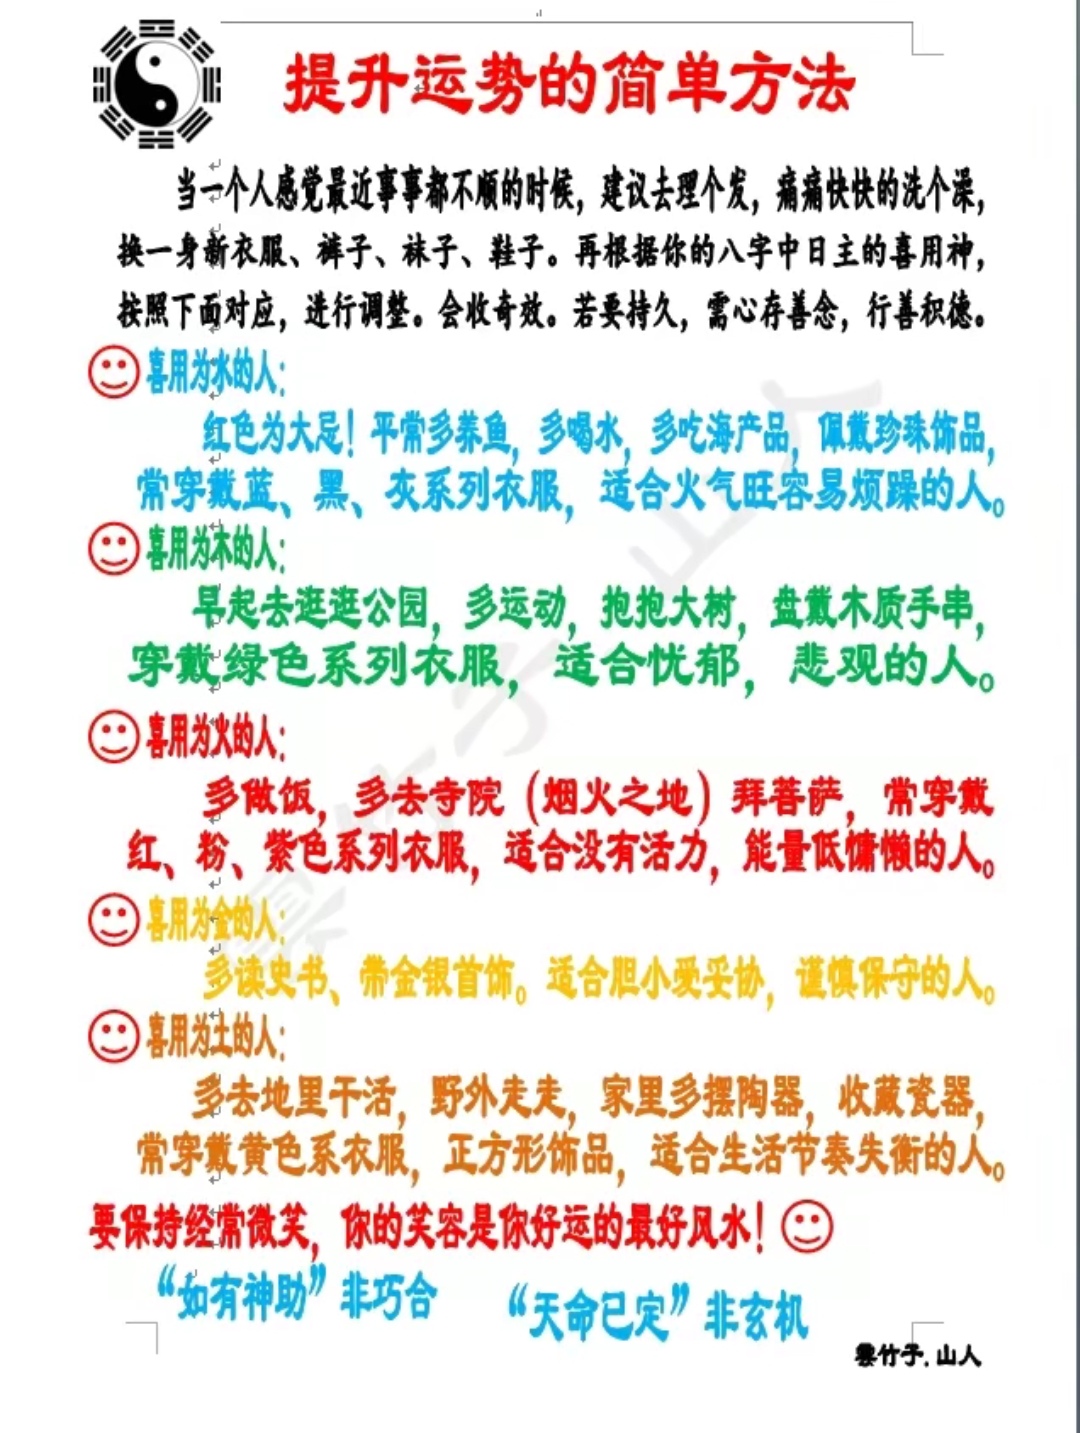 提升运势的简单方法
当一个人感觉最近事事都不顺的时候，建议去理个发，痛痛快快的洗个澡，
换一身新衣服、裤子、袜子、鞋子。再根据你的八字中日主的喜用神，
按照下面对应，进行调整。会收奇效。若要持久，需心存善念，行善积德。
喜用为水的人：
红色为大忌！平常多养鱼，多喝水，多吃海产品，佩戴珍珠饰品，
常穿戴蓝、黑、灰系列衣服，适合火气旺容易烦躁的人。
喜用为木的人：
早起去逛逛公园，多运动，抱抱大树，盘戴木质手串，
穿戴绿色系列衣服，适合忧郁，悲观的人。
喜用为火的人：
多做饭，多去寺院（烟火之地）拜菩萨，常穿戴
红、粉、紫色系列衣服，适合没有活力，能量低慵懒的人。
喜用为金的人：
多读史书、带金银首饰。适合胆小爱妥协，谨慎保守的人。
喜用为土的人：
多去地里干活，野外走走，家里多摆陶器，收藏瓷器，
常穿戴黄色系衣服，正方形饰品，适合生活节奏失衡的人。
要保持经常微笑，你的笑容是你好运的最好风水！
“如有神助”非巧合 “天命已定”非玄机
雲竹子.山人
雲竹子 山人